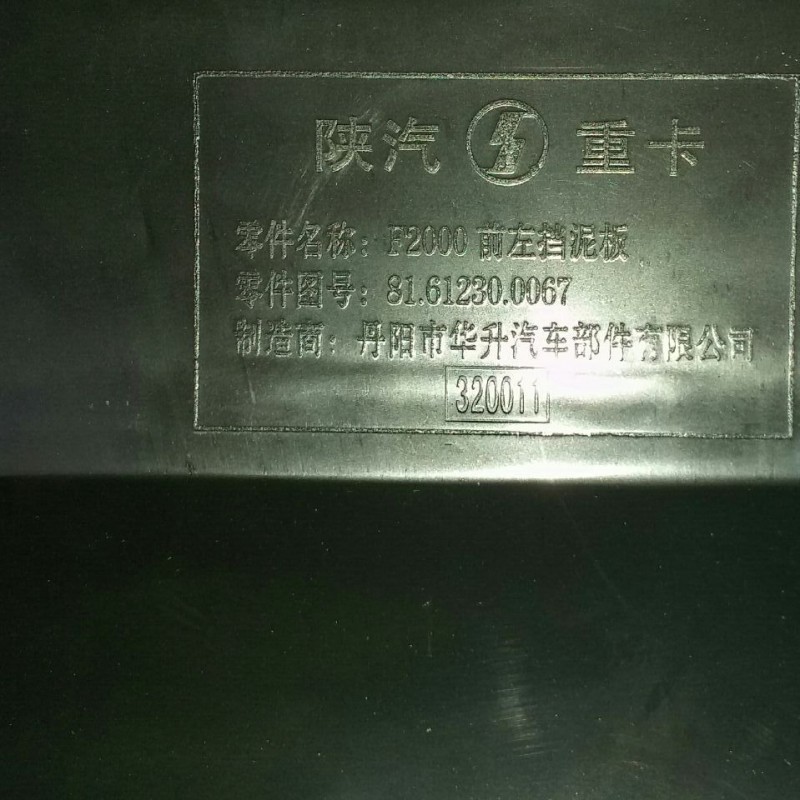 陕汽 重卡
零件名称：F2000 前左挡泥板
零件图号：81.61230.0067
制造商：丹阳市华升汽车部件有限公司
320011